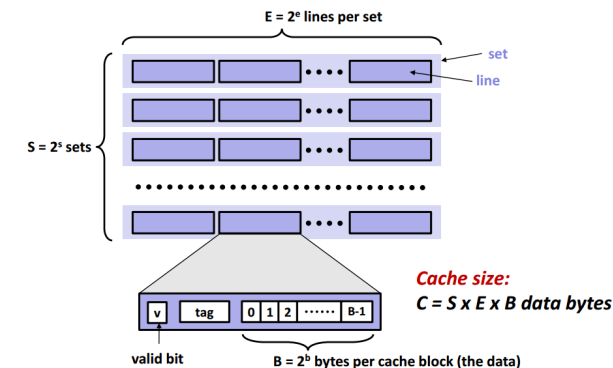 E = 2ᵉ lines per set
set
line
S = 2ˢ sets
v
tag
0 1 2 ...... B-1
Cache size:
C = S x E x B data bytes
valid bit
B = 2ᵇ bytes per cache block (the data)